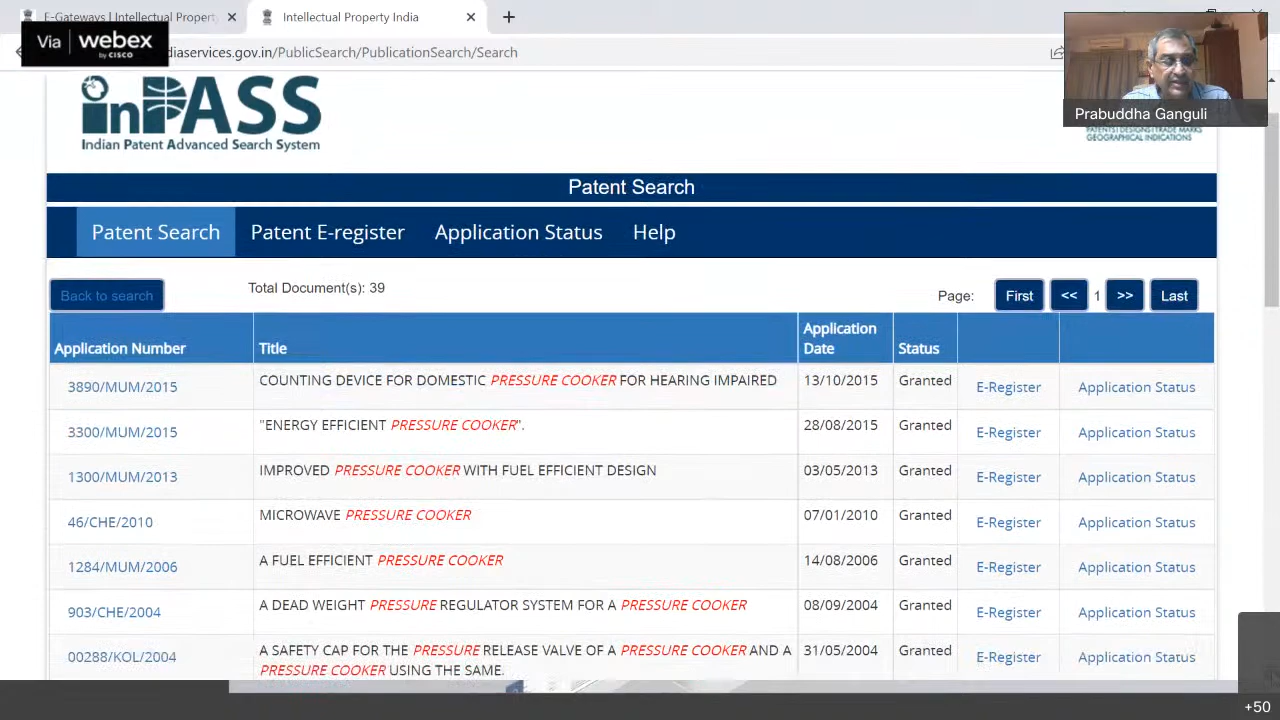 E-Gateways | Intellectual Propert
Intellectual Property India
Via webex
by CISCO
diaservices.gov.in/PublicSearch/PublicationSearch/Search
Prabuddha Ganguli
inPASS
Indian Patent Advanced Search System
PATENTS | DESIGNS | TRADE MARKS
GEOGRAPHICAL INDICATIONS
Patent Search
Patent Search Patent E-register Application Status Help
Back to search Total Document(s): 39 Page: First << 1 >> Last
Application Number Title Application Date Status
3890/MUM/2015 COUNTING DEVICE FOR DOMESTIC PRESSURE COOKER FOR HEARING IMPAIRED 13/10/2015 Granted E-Register Application Status
3300/MUM/2015 "ENERGY EFFICIENT PRESSURE COOKER". 28/08/2015 Granted E-Register Application Status
1300/MUM/2013 IMPROVED PRESSURE COOKER WITH FUEL EFFICIENT DESIGN 03/05/2013 Granted E-Register Application Status
46/CHE/2010 MICROWAVE PRESSURE COOKER 07/01/2010 Granted E-Register Application Status
1284/MUM/2006 A FUEL EFFICIENT PRESSURE COOKER 14/08/2006 Granted E-Register Application Status
903/CHE/2004 A DEAD WEIGHT PRESSURE REGULATOR SYSTEM FOR A PRESSURE COOKER 08/09/2004 Granted E-Register Application Status
00288/KOL/2004 A SAFETY CAP FOR THE PRESSURE RELEASE VALVE OF A PRESSURE COOKER AND A 31/05/2004 Granted E-Register Application Status
PRESSURE COOKER USING THE SAME.
+50